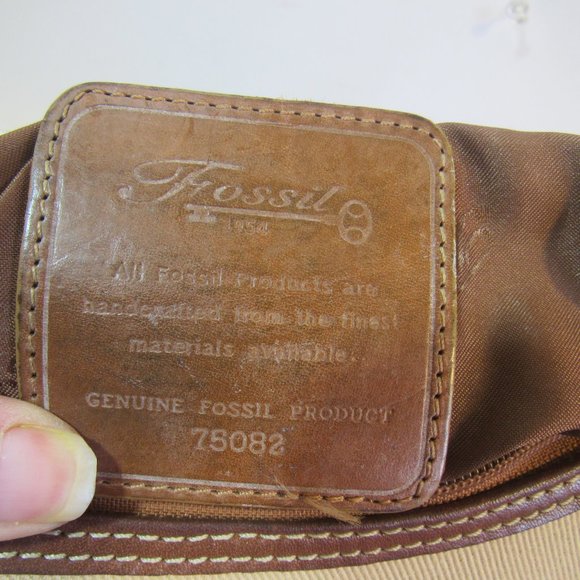 Fossil
1954
All Fossil Products are
handcrafted from the finest
materials available.
GENUINE FOSSIL PRODUCT
75082